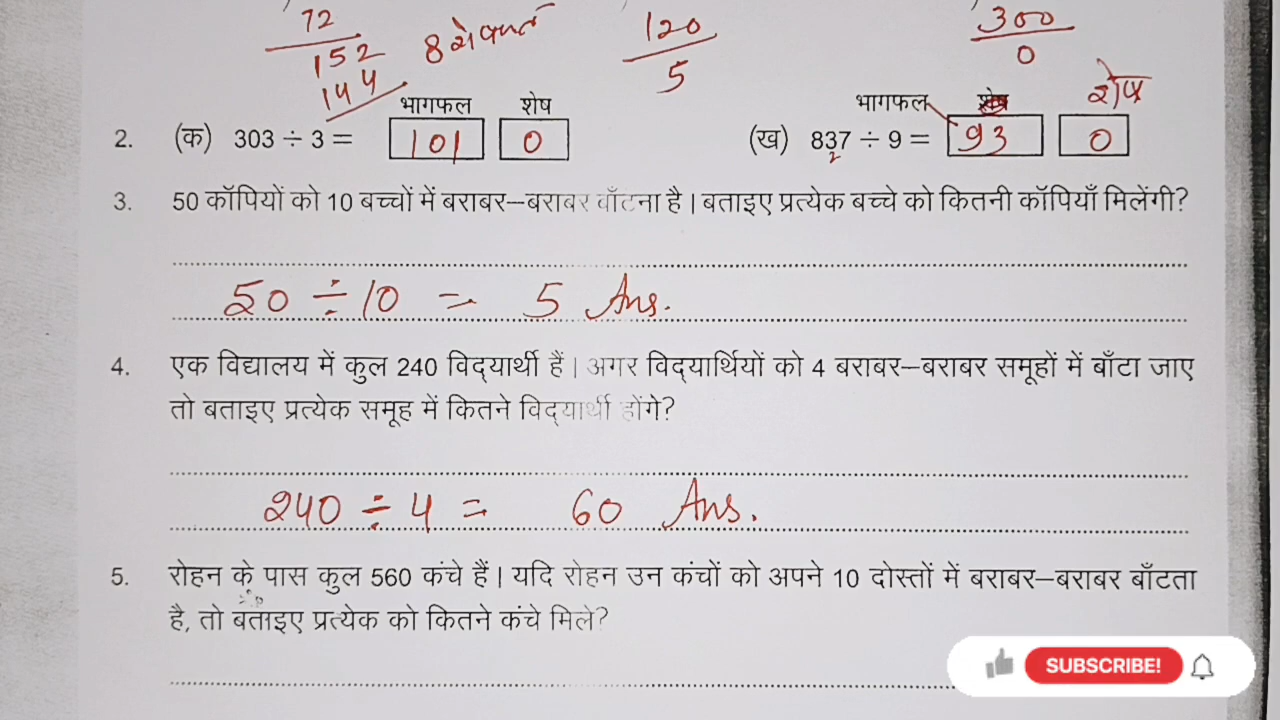 72
152
144
8 शेषफल
120
5
300
0
भागफल शेष भागफल शेष
2. (क) 303 ÷ 3 = 101 0 (ख) 837 ÷ 9 = 93 0
2
3. 50 कॉपियों को 10 बच्चों में बराबर–बराबर बाँटना है। बताइए प्रत्येक बच्चे को कितनी कॉपियाँ मिलेंगी?
50 ÷ 10 = 5 Ans.
4. एक विद्यालय में कुल 240 विद्यार्थी हैं। अगर विद्यार्थियों को 4 बराबर–बराबर समूहों में बाँटा जाए
तो बताइए प्रत्येक समूह में कितने विद्यार्थी होंगे?
240 ÷ 4 = 60 Ans.
5. रोहन के पास कुल 560 कंचे हैं। यदि रोहन उन कंचों को अपने 10 दोस्तों में बराबर–बराबर बाँटता
है, तो बताइए प्रत्येक को कितने कंचे मिले?
SUBSCRIBE!